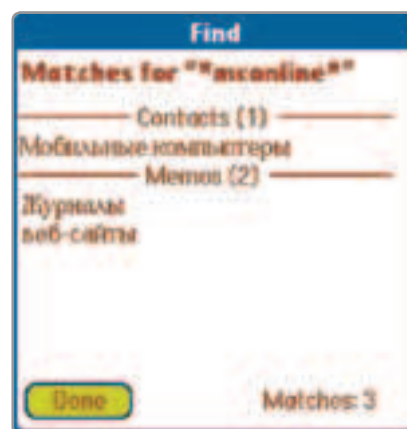 Find
Matches for "*mconline*"
Contacts (1)
Мобильные компьютеры
Memos (2)
Журналы
веб-сайты
Done Matches: 3